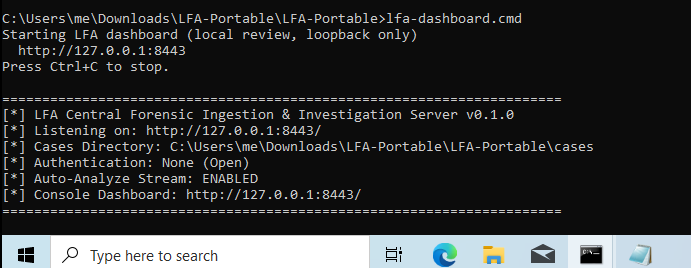 C:\Users\me\Downloads\LFA-Portable\LFA-Portable>lfa-dashboard.cmd
Starting LFA dashboard (local review, loopback only)
  http://127.0.0.1:8443
Press Ctrl+C to stop.

======================================================================
[*] LFA Central Forensic Ingestion & Investigation Server v0.1.0
[*] Listening on: http://127.0.0.1:8443/
[*] Cases Directory: C:\Users\me\Downloads\LFA-Portable\LFA-Portable\cases
[*] Authentication: None (Open)
[*] Auto-Analyze Stream: ENABLED
[*] Console Dashboard: http://127.0.0.1:8443/
======================================================================
Type here to search